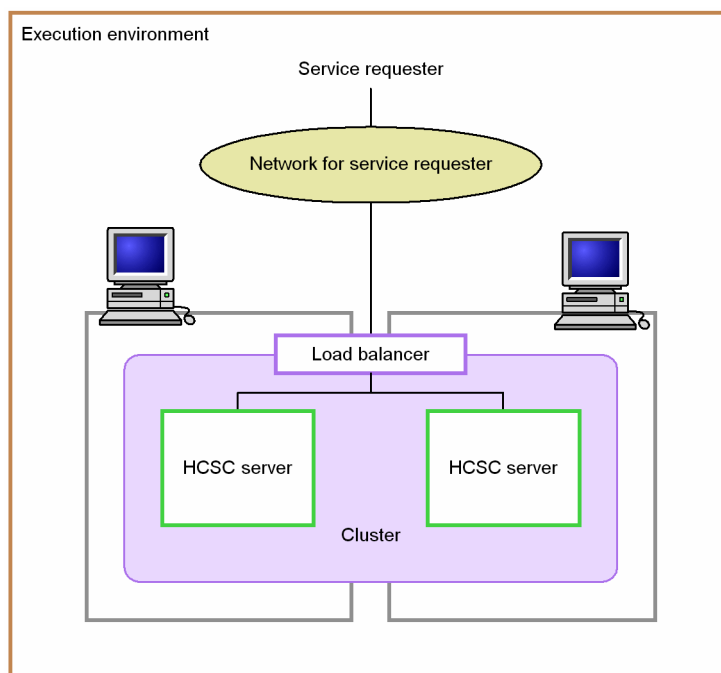 Execution environment
Service requester
Network for service requester
Load balancer
HCSC server
HCSC server
Cluster